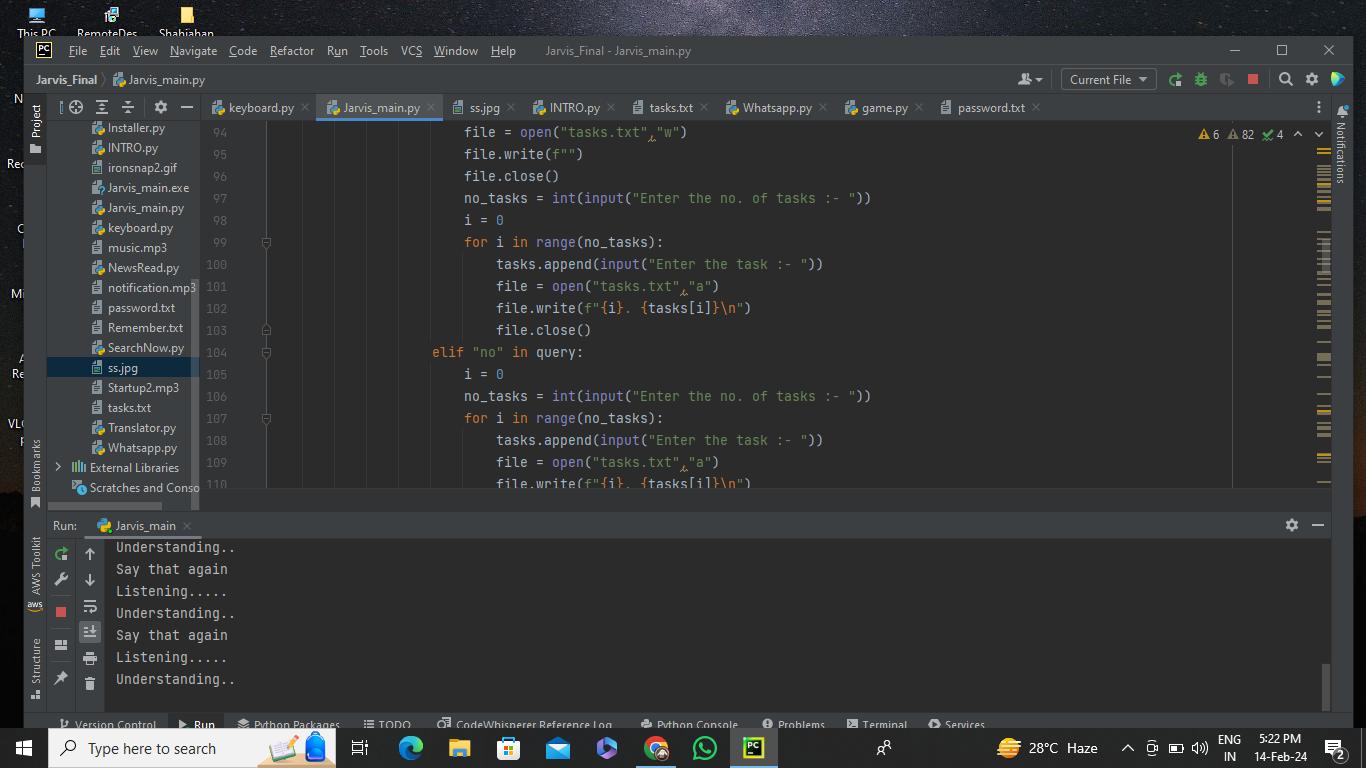 This PC
RemoteDes
Shahjahan
PC File Edit View Navigate Code Refactor Run Tools VCS Window Help Jarvis_Final - Jarvis_main.py
Jarvis_Final Jarvis_main.py
Current File
Project
keyboard.py Jarvis_main.py ss.jpg INTRO.py tasks.txt Whatsapp.py game.py password.txt
Installer.py
INTRO.py
ironsnap2.gif
Jarvis_main.exe
Jarvis_main.py
keyboard.py
music.mp3
NewsRead.py
notification.mp3
password.txt
Remember.txt
SearchNow.py
ss.jpg
Startup2.mp3
tasks.txt
Translator.py
Whatsapp.py
External Libraries
Scratches and Conso
94 file = open("tasks.txt","w")
95 file.write(f"")
96 file.close()
97 no_tasks = int(input("Enter the no. of tasks :- "))
98 i = 0
99 for i in range(no_tasks):
100 tasks.append(input("Enter the task :- "))
101 file = open("tasks.txt","a")
102 file.write(f"{i}. {tasks[i]}\n")
103 file.close()
104 elif "no" in query:
105 i = 0
106 no_tasks = int(input("Enter the no. of tasks :- "))
107 for i in range(no_tasks):
108 tasks.append(input("Enter the task :- "))
109 file = open("tasks.txt","a")
110 file.write(f"{i}. {tasks[i]}\n")
6 82 4
Notifications
Bookmarks
AWS Toolkit
aws
Structure
Run: Jarvis_main
Understanding..
Say that again
Listening.....
Understanding..
Say that again
Listening.....
Understanding..
Version Control Run Python Packages TODO CodeWhisperer Reference Log Python Console Problems Terminal Services
Type here to search
PC
28°C Haze
ENG
IN
5:22 PM
14-Feb-24
2